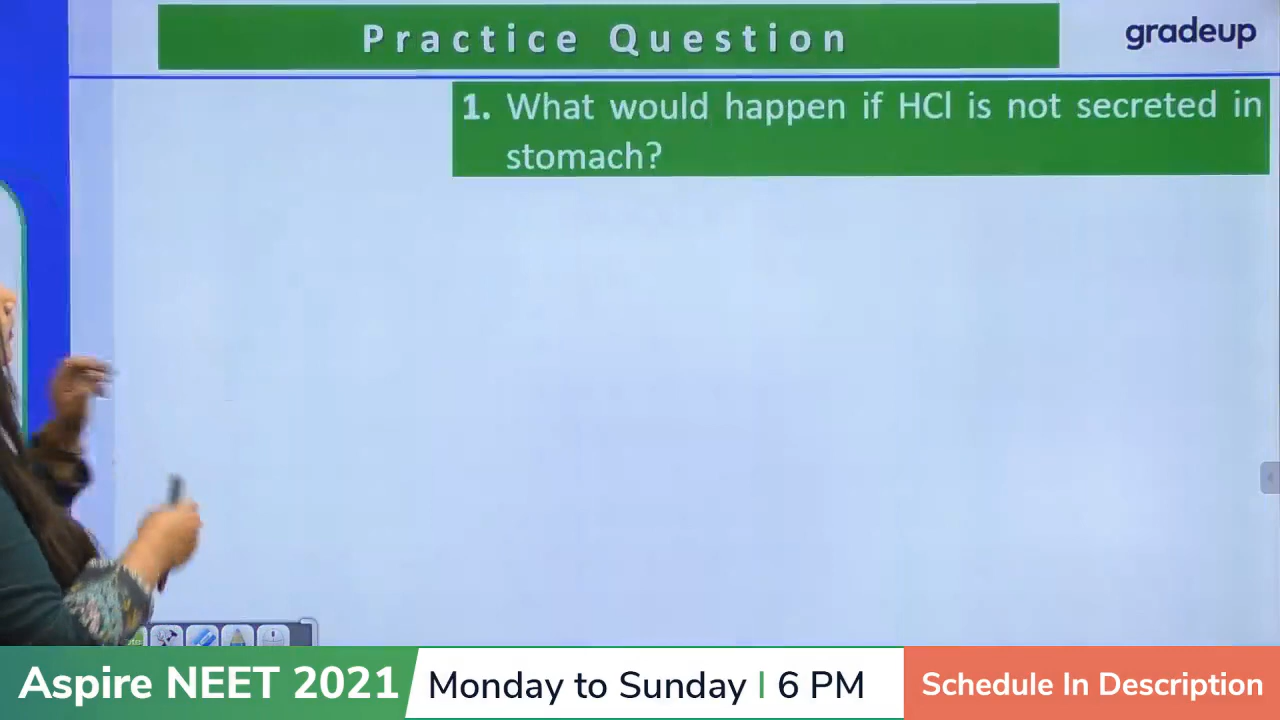 Practice Question
gradeup
1. What would happen if HCl is not secreted in
stomach?
Aspire NEET 2021
Monday to Sunday | 6 PM
Schedule In Description